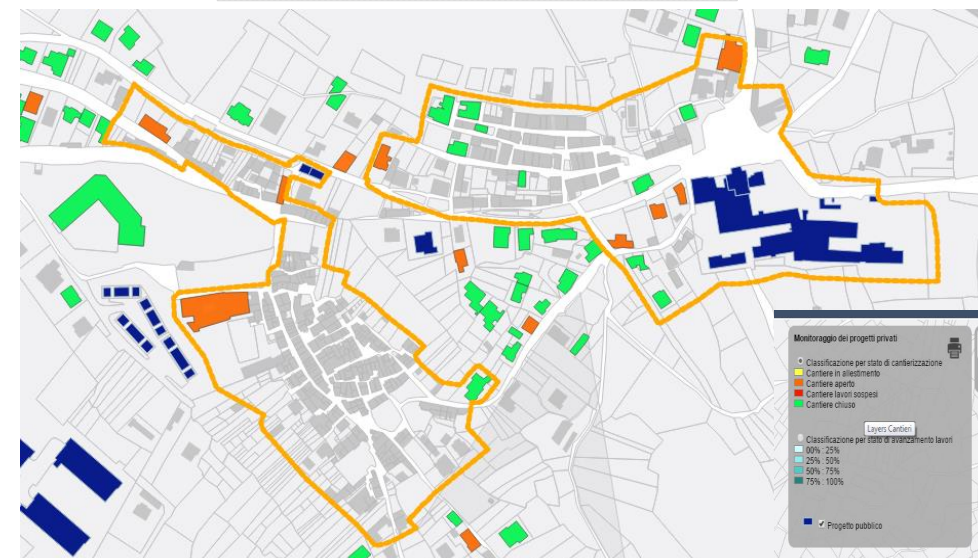 Monitoraggio dei progetti privati
Classificazione per stato di cantierizzazione
Cantiere in allestimento
Cantiere aperto
Cantiere lavori sospesi
Cantiere chiuso
Layers Cantieri
Classificazione per stato di avanzamento lavori
00% : 25%
25% : 50%
50% : 75%
75% : 100%
Progetto pubblico